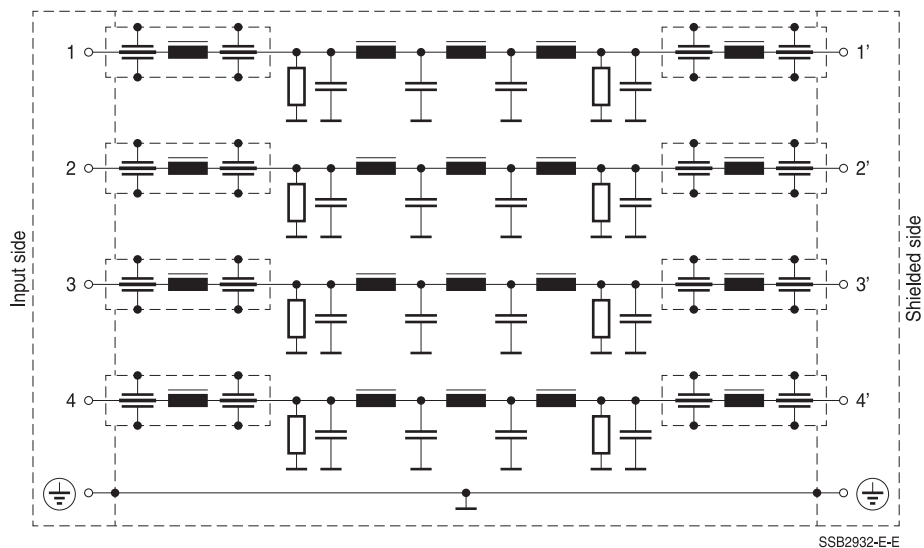 1 1’
2 2’
3 3’
4 4’
Input side
Shielded side
SSB2932-E-E